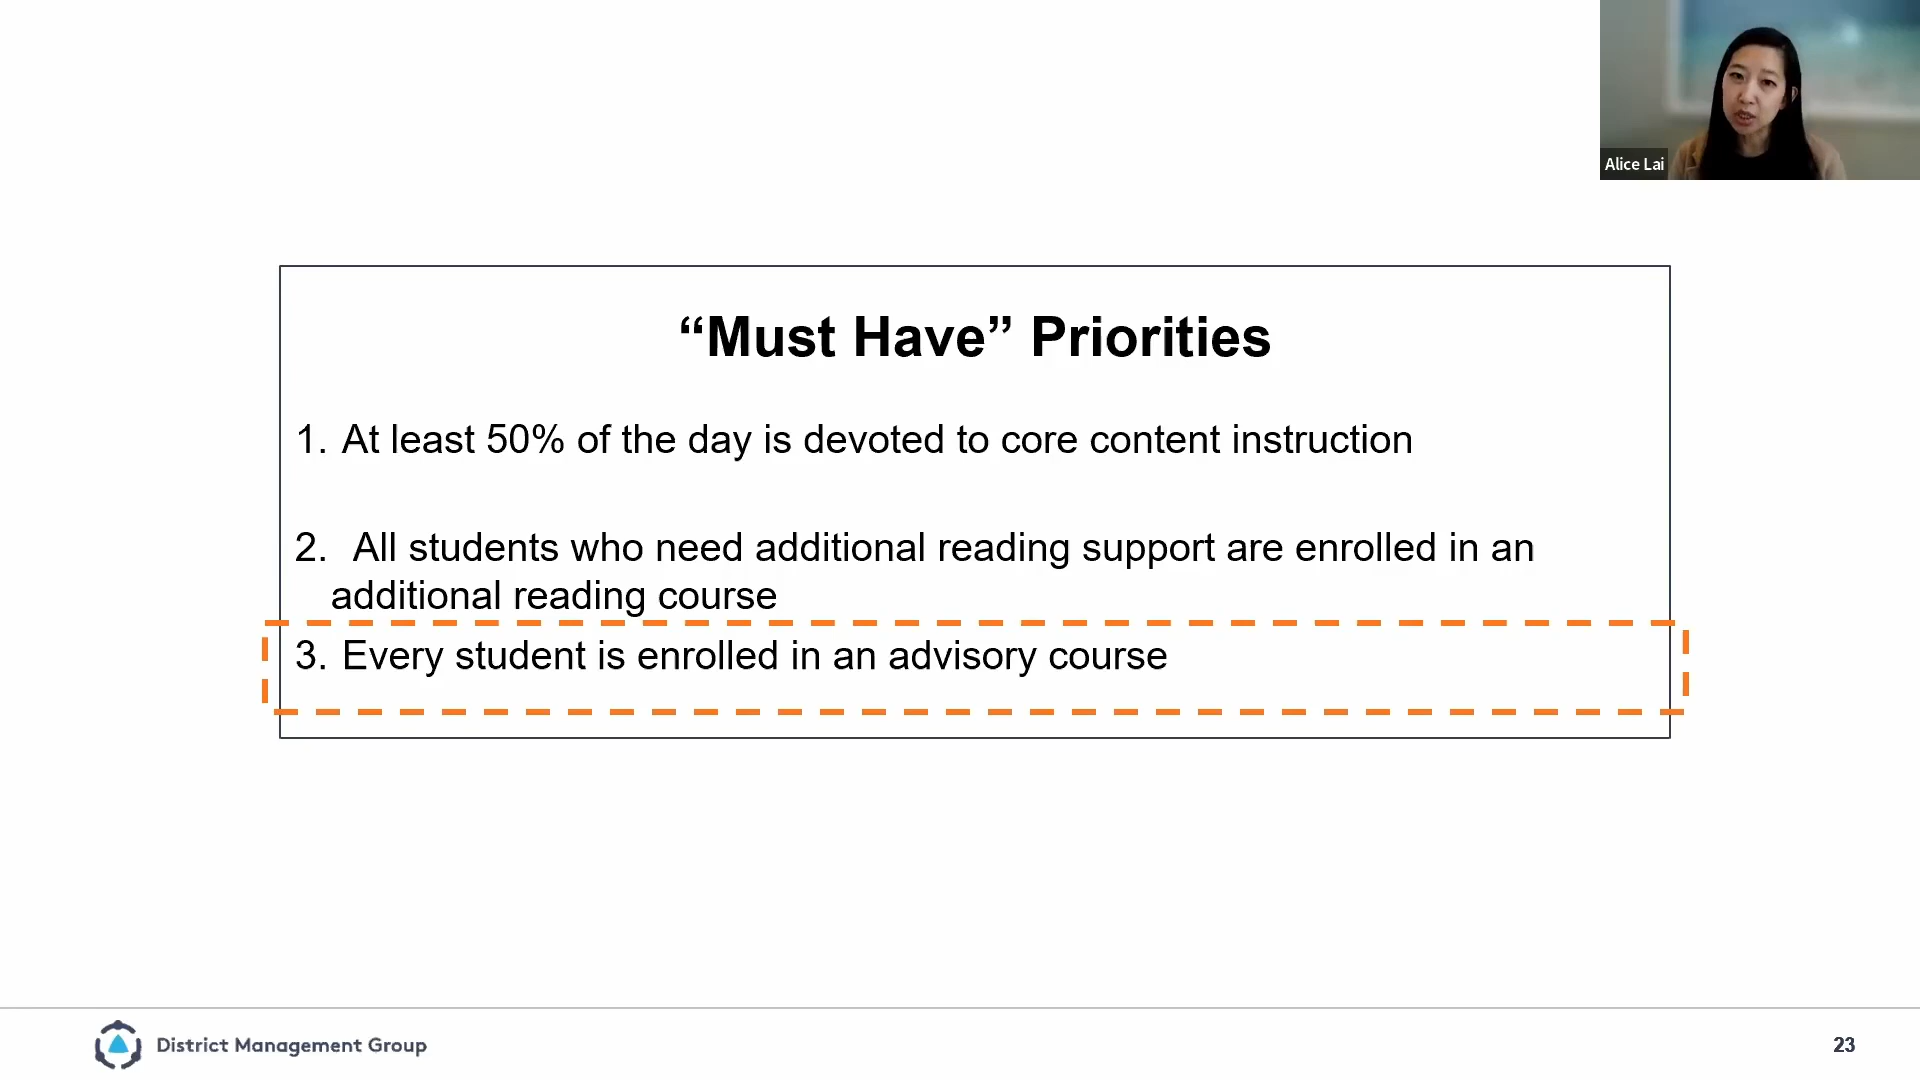 Alice Lai
“Must Have” Priorities
1. At least 50% of the day is devoted to core content instruction
2. All students who need additional reading support are enrolled in an
additional reading course
3. Every student is enrolled in an advisory course
District Management Group
23